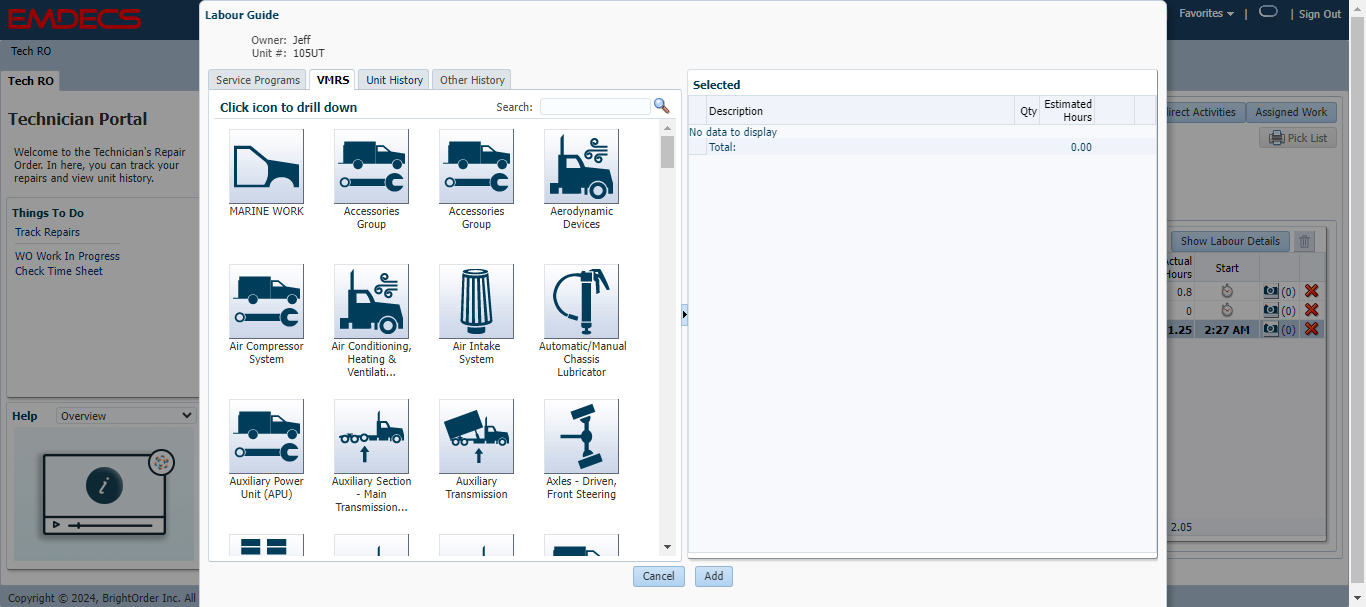 EMDECS
Favorites
|
| Sign Out
Tech RO
Tech RO
Technician Portal
Welcome to the Technician's Repair
Order. In here, you can track your
repairs and view unit history.
Things To Do
Track Repairs
WO Work In Progress
Check Time Sheet
Help
Overview
i
Copyright © 2024, BrightOrder Inc. All
Labour Guide
Owner: Jeff
Unit #: 105UT
Service Programs
VMRS
Unit History
Other History
Click icon to drill down
Search:
MARINE WORK
Accessories
Group
Accessories
Group
Aerodynamic
Devices
Air Compressor
System
Air Conditioning,
Heating &
Ventilati...
Air Intake
System
Automatic/Manual
Chassis
Lubricator
Auxiliary Power
Unit (APU)
Auxiliary Section
- Main
Transmission...
Auxiliary
Transmission
Axles - Driven,
Front Steering
Selected
Description
Qty
Estimated
Hours
No data to display
Total: 0.00
Cancel
Add
irect Activities
Assigned Work
Pick List
Show Labour Details
ctual
Hours
Start
0.8 (0)
0 (0)
1.25 2:27 AM (0)
2.05